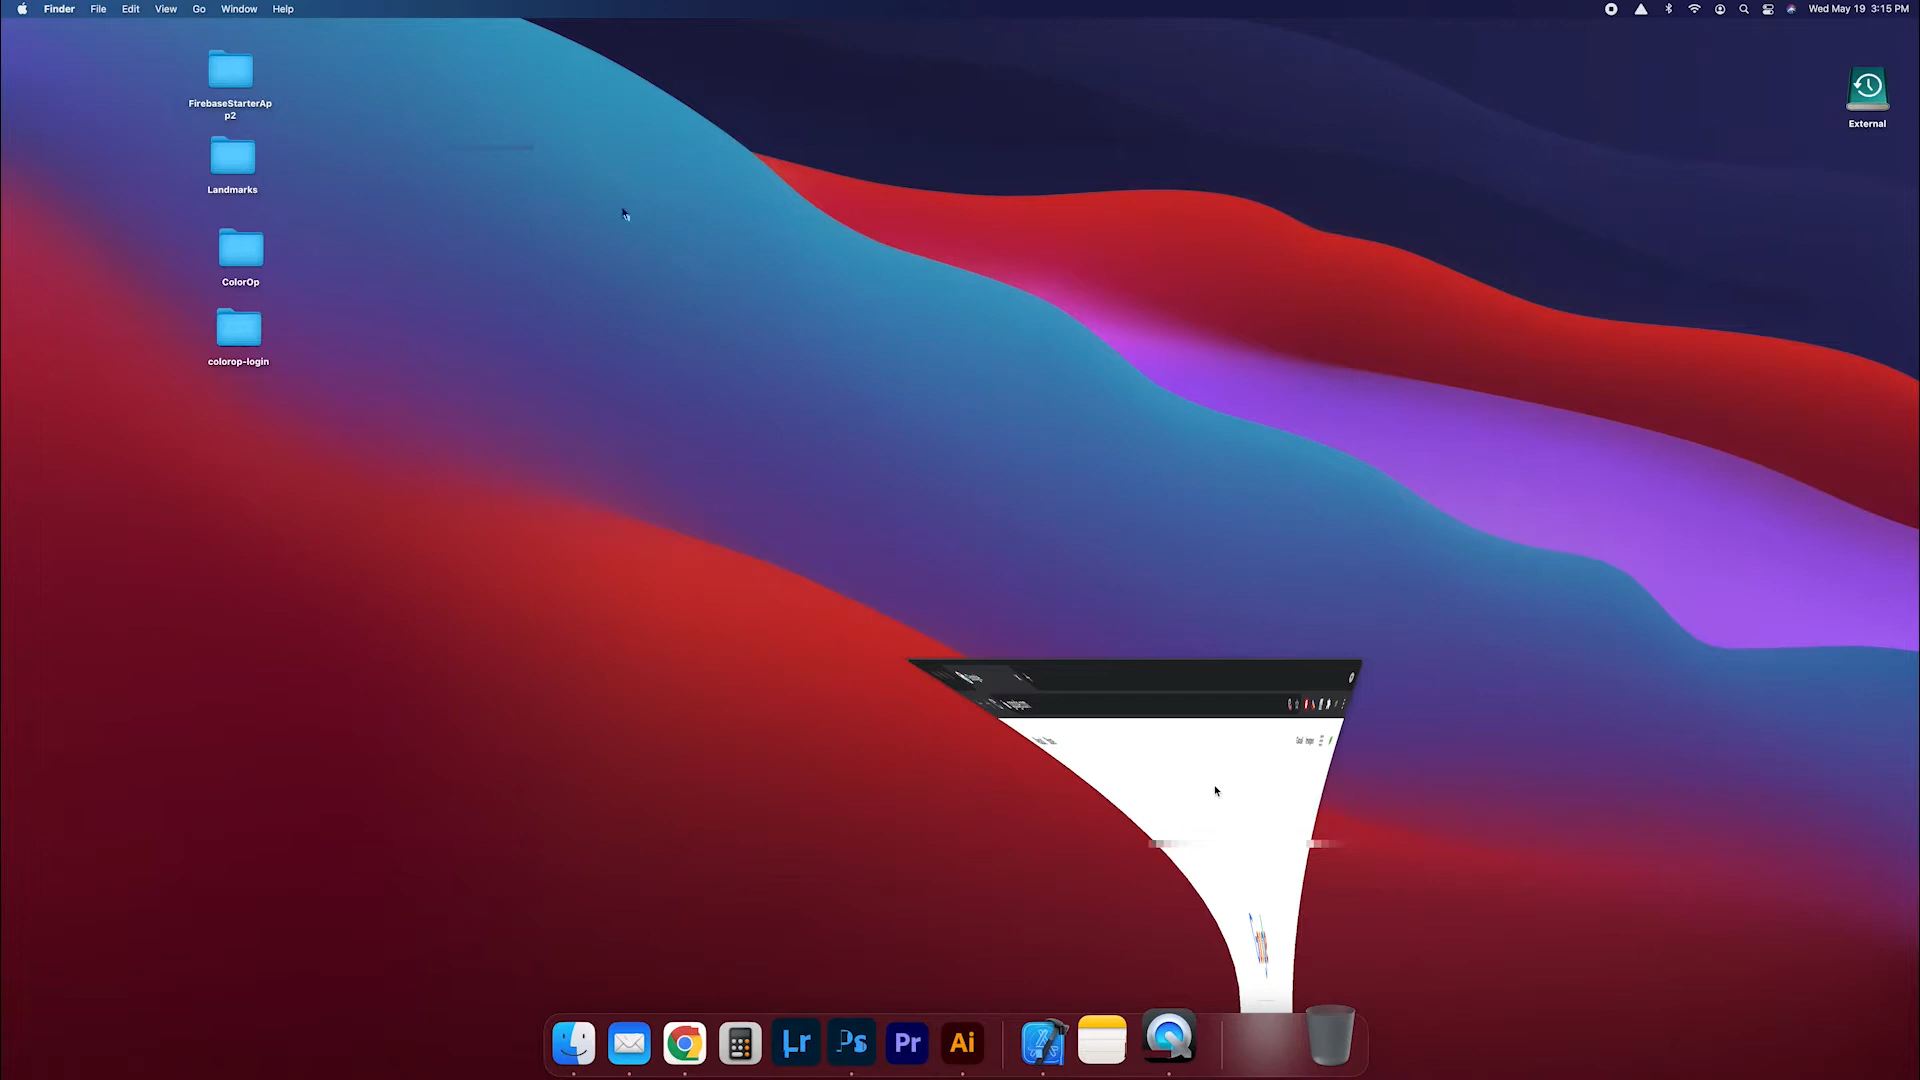 Finder File Edit View Go Window Help
Wed May 19 3:15 PM
FirebaseStarterAp
p2
Landmarks
ColorOp
colorop-login
External
Lr Ps Pr Ai